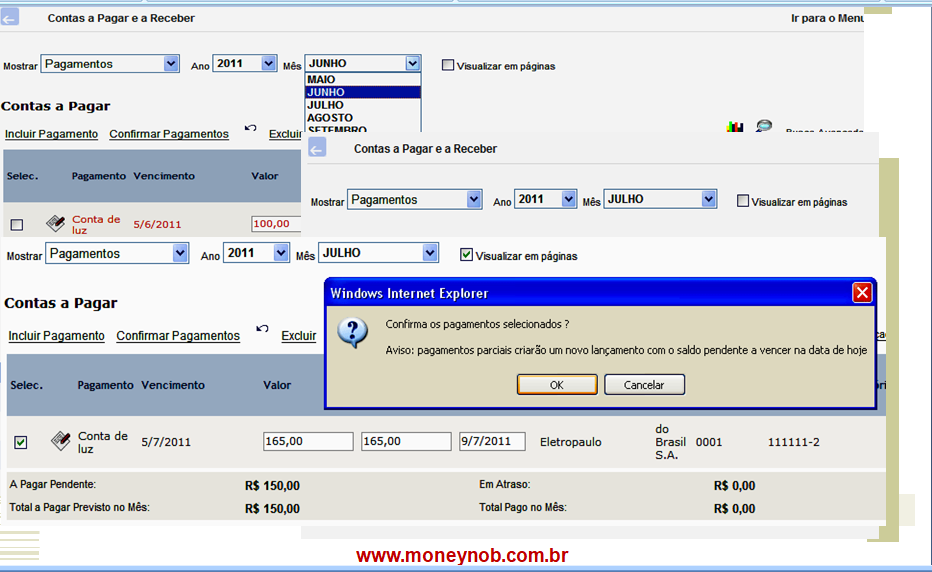 Contas a Pagar e a Receber Ir para o Menu
Mostrar Pagamentos Ano 2011 Mês JUNHO Visualizar em páginas
MAIO
JUNHO
JULHO
AGOSTO
SETEMBRO
Contas a Pagar
Incluir Pagamento Confirmar Pagamentos Excluir Busca Avançada
Selec. Pagamento Vencimento Valor
Conta de luz 5/6/2011 100,00
Contas a Pagar e a Receber
Mostrar Pagamentos Ano 2011 Mês JULHO Visualizar em páginas
Mostrar Pagamentos Ano 2011 Mês JULHO Visualizar em páginas
Contas a Pagar
Incluir Pagamento Confirmar Pagamentos Excluir
Selec. Pagamento Vencimento Valor
Windows Internet Explorer
Confirma os pagamentos selecionados ?
Aviso: pagamentos parciais criarão um novo lançamento com o saldo pendente a vencer na data de hoje
OK Cancelar
Conta de luz 5/7/2011 165,00 165,00 9/7/2011 Eletropaulo do Brasil S.A. 0001 111111-2
A Pagar Pendente: R$ 150,00 Em Atraso: R$ 0,00
Total a Pagar Previsto no Mês: R$ 150,00 Total Pago no Mês: R$ 0,00
www.moneynob.com.br